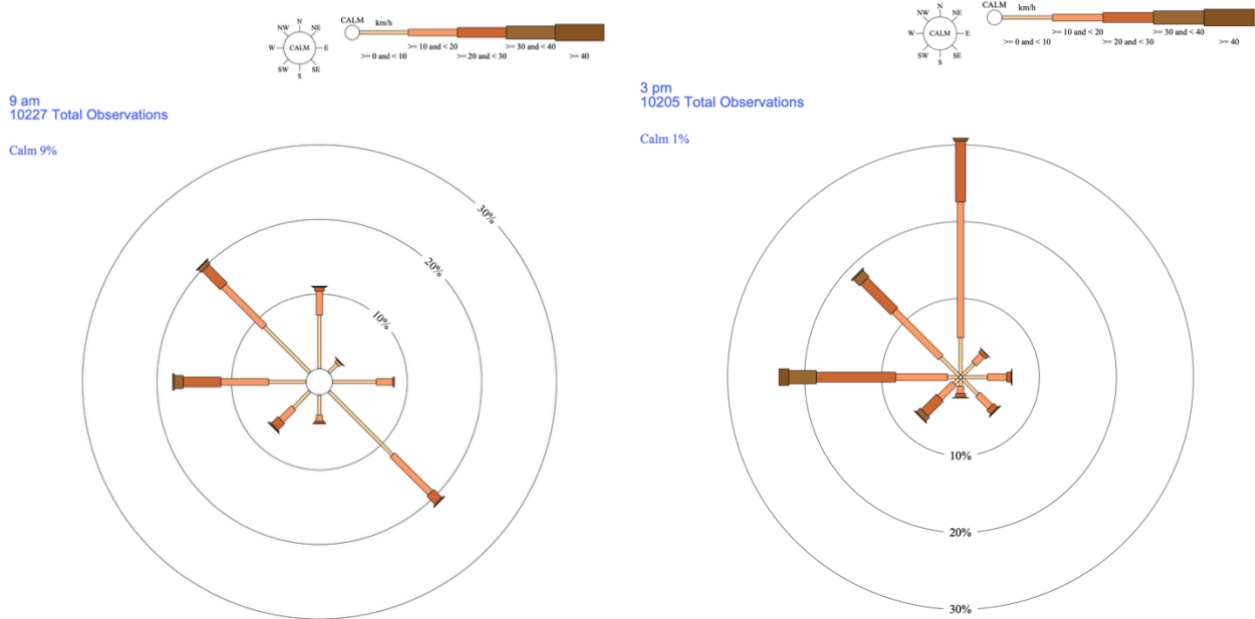 CALM km/h
N
NW NE
W CALM E
SW SE
S
>= 10 and < 20 >= 30 and < 40
>= 0 and < 10 >= 20 and < 30 >= 40
9 am
10227 Total Observations
Calm 9%
30%
20%
10%
CALM km/h
N
NW NE
W CALM E
SW SE
S
>= 10 and < 20 >= 30 and < 40
>= 0 and < 10 >= 20 and < 30 >= 40
3 pm
10205 Total Observations
Calm 1%
10%
20%
30%